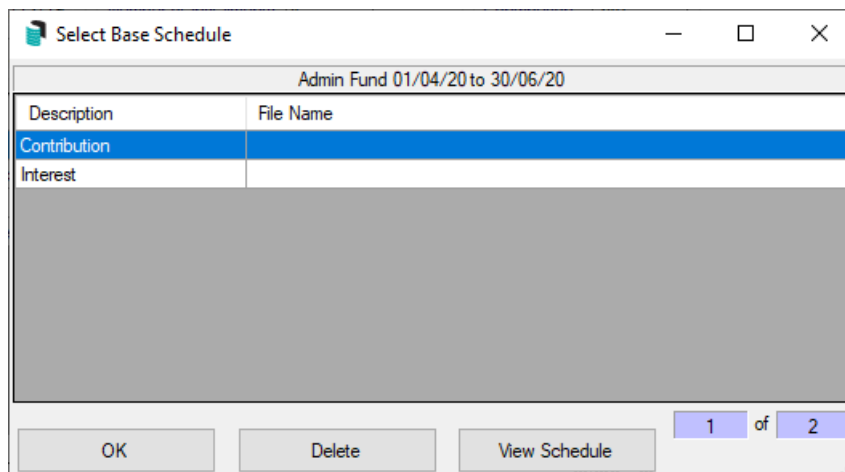 Select Base Schedule
Admin Fund 01/04/20 to 30/06/20
Description File Name
Contribution
Interest
OK Delete View Schedule 1 of 2